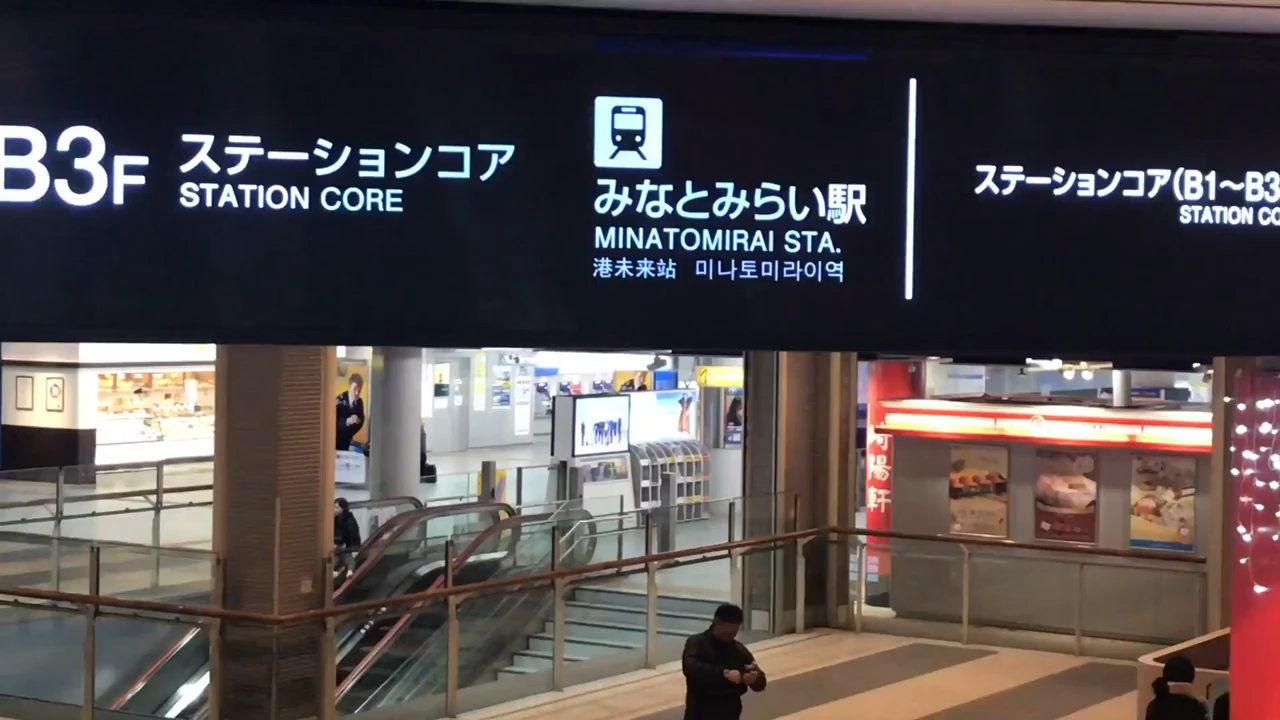 B3F
ステーションコア
STATION CORE
みなとみらい駅
MINATOMIRAI STA.
港未来站 미나토미라이역
ステーションコア(B1〜B3
STATION CO
陽軒